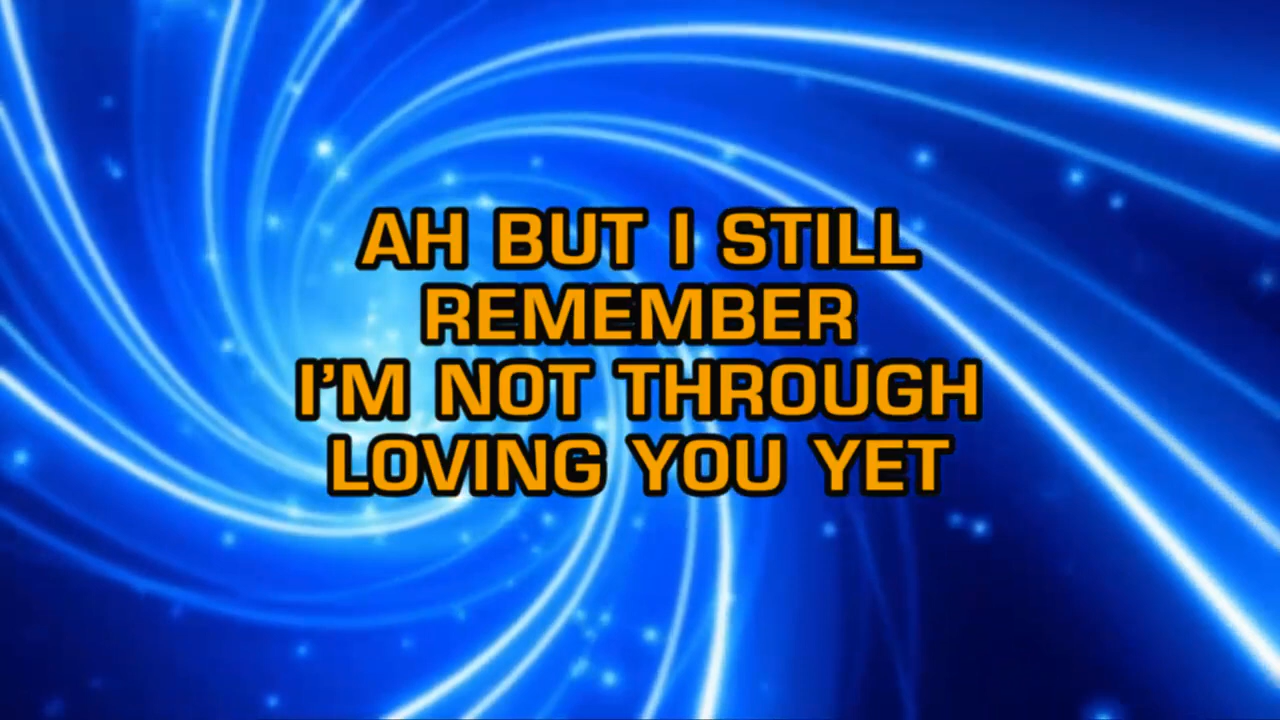 AH BUT I STILL
REMEMBER
I’M NOT THROUGH
LOVING YOU YET